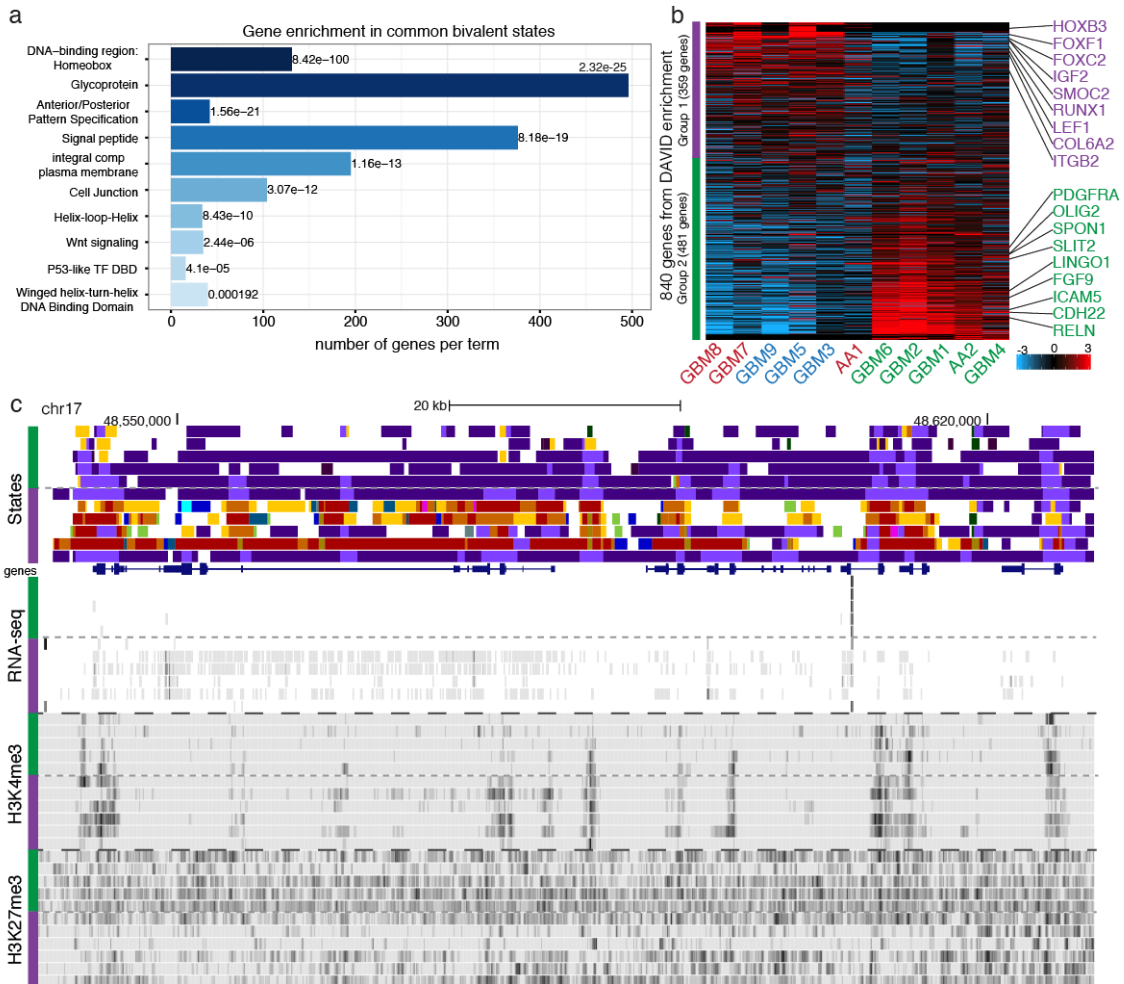 a
Gene enrichment in common bivalent states
DNA–binding region:
Homeobox
8.42e−100
Glycoprotein
2.32e-25
Anterior/Posterior
Pattern Specification
1.56e−21
Signal peptide
8.18e−19
integral comp
plasma membrane
1.16e−13
Cell Junction
3.07e−12
Helix-loop-Helix
8.43e−10
Wnt signaling
2.44e−06
P53-like TF DBD
4.1e−05
Winged helix-turn-helix
DNA Binding Domain
0.000192
0 100 200 300 400 500
number of genes per term
b
840 genes from DAVID enrichment
Group 1 (359 genes)
Group 2 (481 genes)
HOXB3
FOXF1
FOXC2
IGF2
SMOC2
RUNX1
LEF1
COL6A2
ITGB2
PDGFRA
OLIG2
SPON1
SLIT2
LINGO1
FGF9
ICAM5
CDH22
RELN
GBM8 GBM7 GBM9 GBM5 GBM3 AA1 GBM6 GBM2 GBM1 AA2 GBM4
-3 0 3
c
chr17
20 kb
48,550,000
48,620,000
States
genes
RNA-seq
H3K4me3
H3K27me3